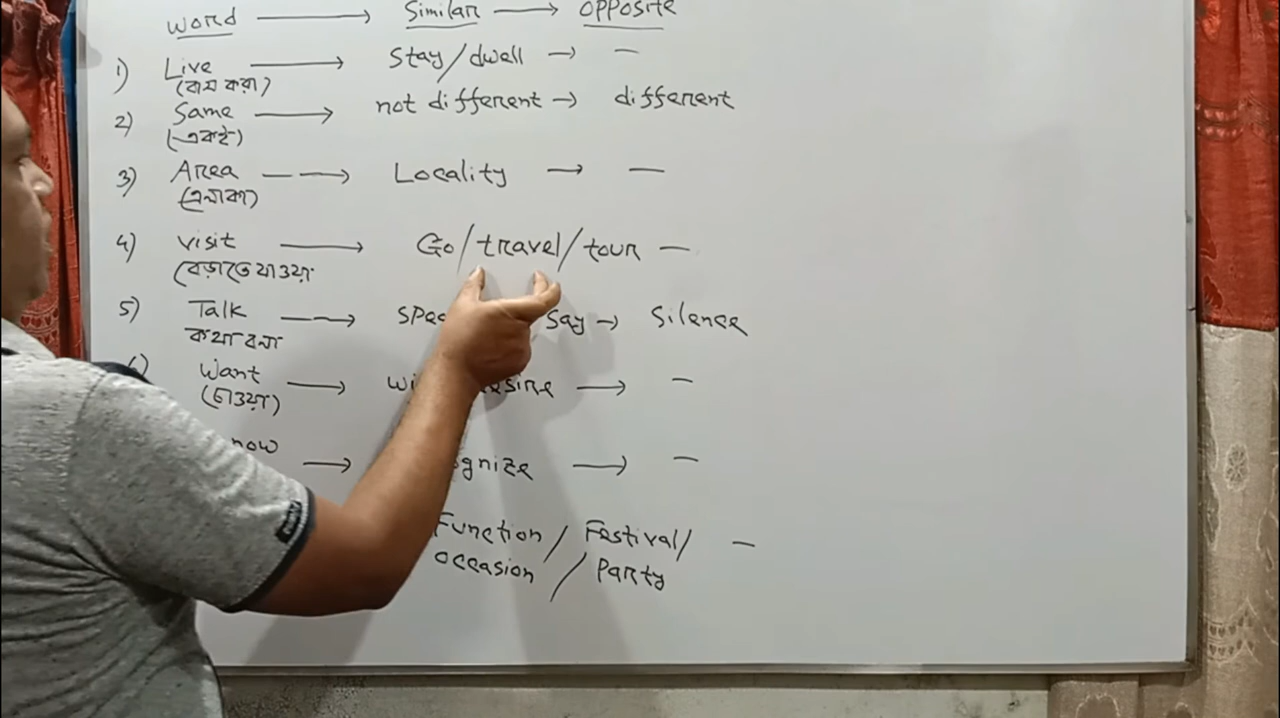 Word → Similar → Opposite
1) Live → Stay/dwell → —
(বাস করা)
2) Same → not different → different
(একই)
3) Area → Locality → —
(এলাকা)
4) Visit → Go/travel/tour —
(বেড়াতে যাওয়া)
5) Talk → Say → Silence
কথা বলা
Want → →  —
(চাওয়া)
→ → —
Function / Festival/ —
occasion / Party